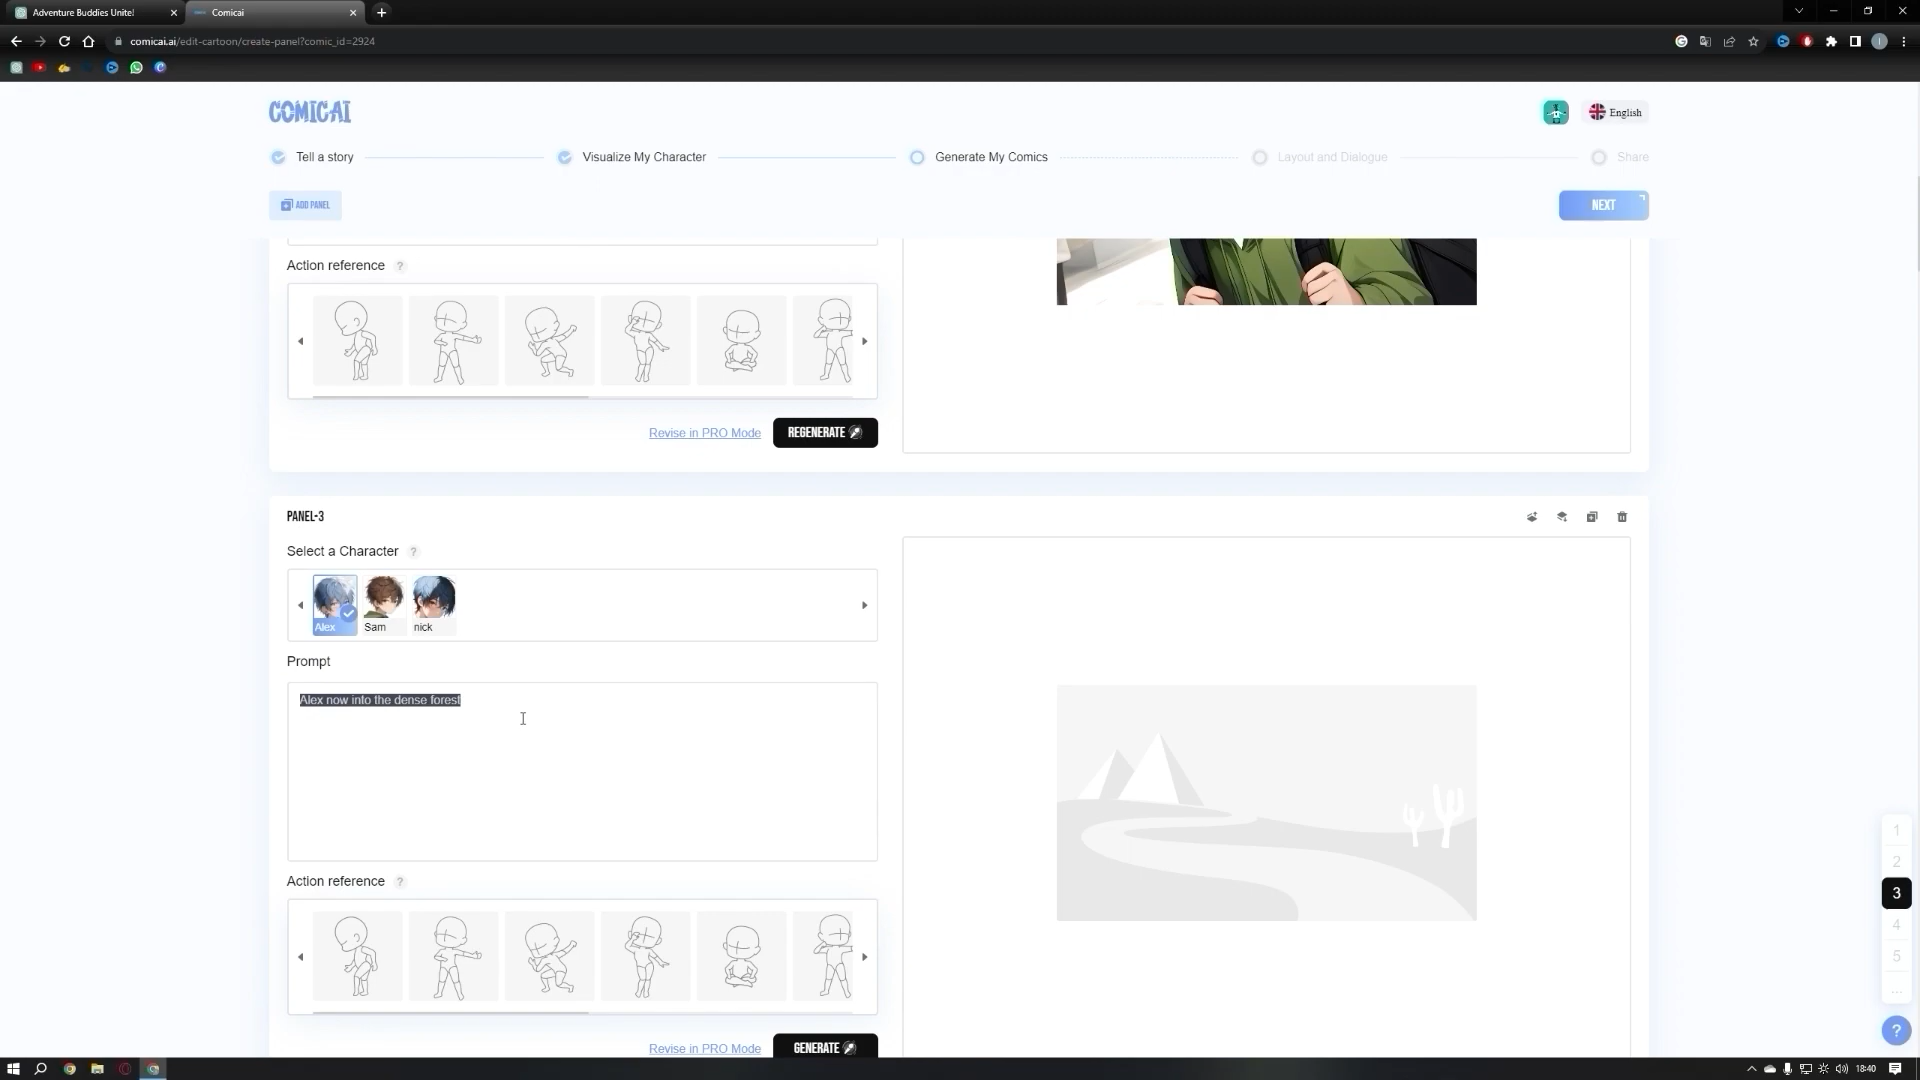 Adventure Buddies Unite!
Comicai
comicai.ai/edit-cartoon/create-panel?comic_id=2924
COMICAI
English
Tell a story
Visualize My Character
Generate My Comics
Layout and Dialogue
Share
ADD PANEL
NEXT
Action reference ?
Revise in PRO Mode
REGENERATE
PANEL-3
Select a Character ?
Alex
Sam
nick
Prompt
Alex now into the dense forest
1
2
3
4
5
...
Action reference ?
Revise in PRO Mode
GENERATE
?
18:40